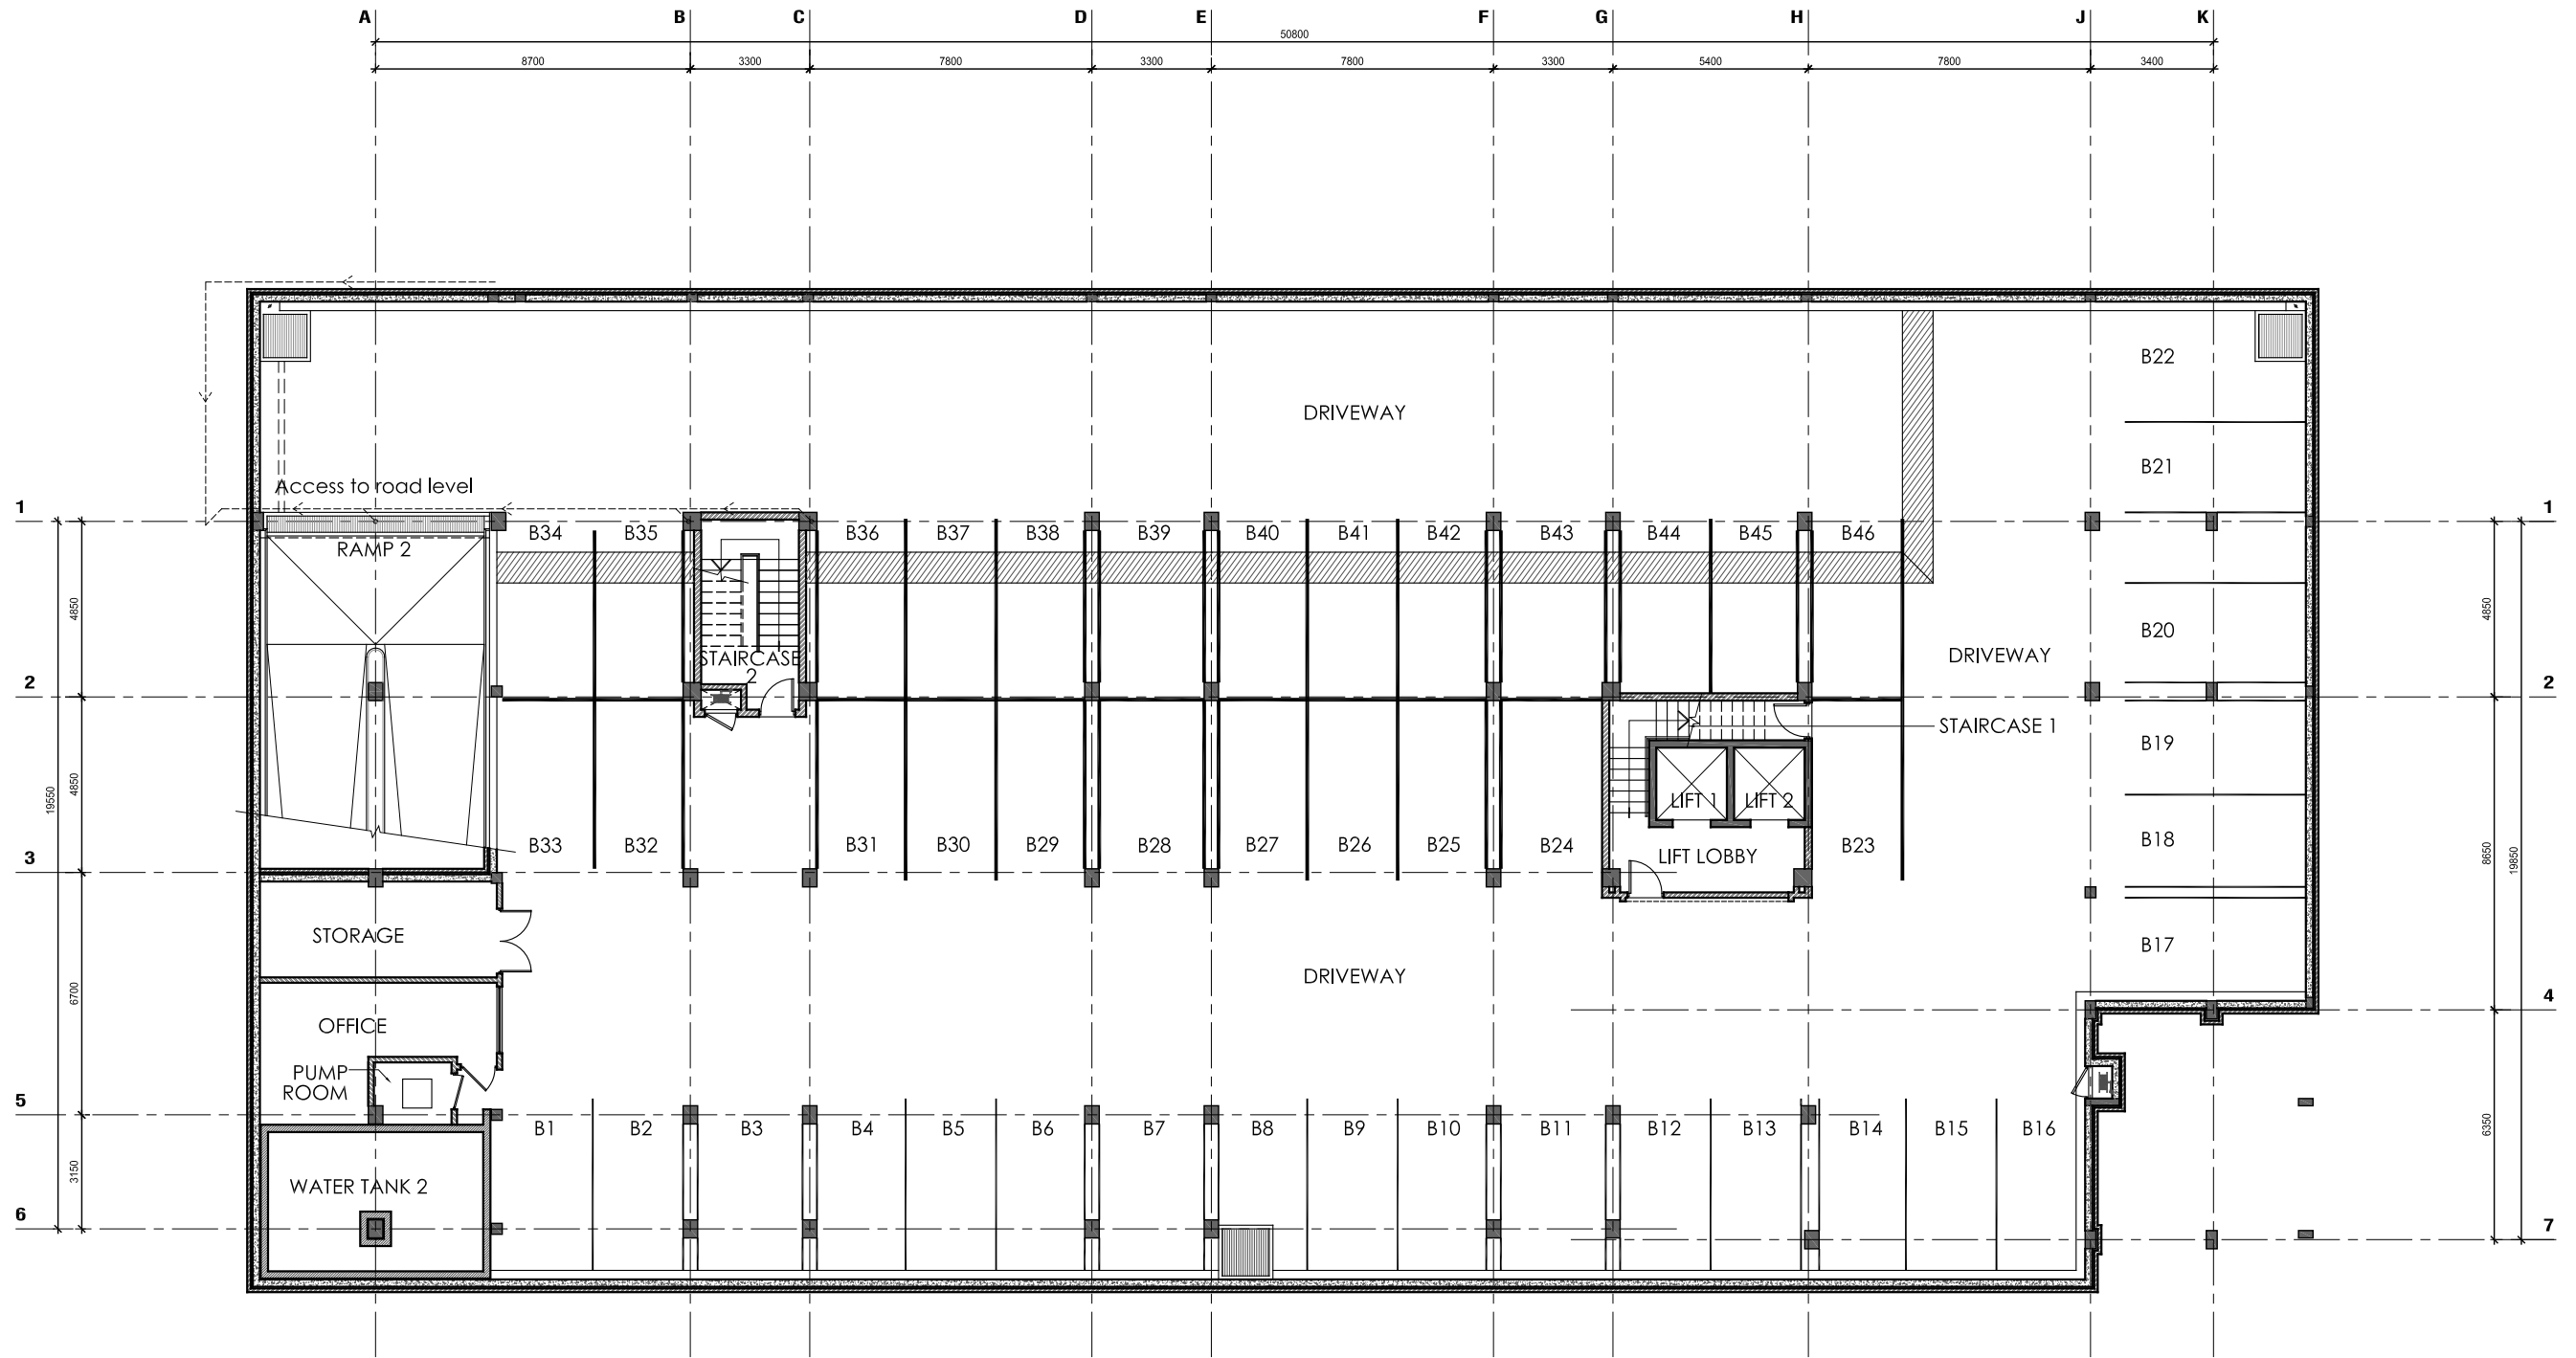 A B C D E F G H J K
50800
8700 3300 7800 3300 7800 3300 5400 7800 3400
B22
DRIVEWAY
B21
Access to road level
1 1
B34 B35 B36 B37 B38 B39 B40 B41 B42 B43 B44 B45 B46
RAMP 2
4850 4850
B20
DRIVEWAY
STAIRCASE
2
2 2
STAIRCASE 1
B19
4850
19550
LIFT 1 LIFT 2
B33 B32 B31 B30 B29 B28 B27 B26 B25 B24 B23 B18
LIFT LOBBY
3
8650
19850
STORAGE
B17
DRIVEWAY
6700
4 4
OFFICE
PUMP
ROOM
5
B1 B2 B3 B4 B5 B6 B7 B8 B9 B10 B11 B12 B13 B14 B15 B16
6350
3150
WATER TANK 2
6 7